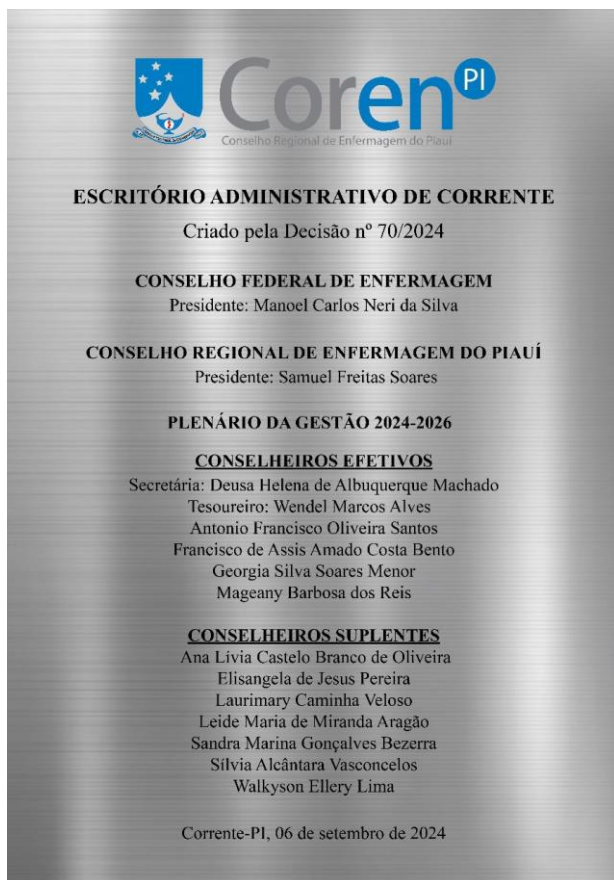 Coren PI
Conselho Regional de Enfermagem do Piauí
ESCRITÓRIO ADMINISTRATIVO DE CORRENTE
Criado pela Decisão nº 70/2024
CONSELHO FEDERAL DE ENFERMAGEM
Presidente: Manoel Carlos Neri da Silva
CONSELHO REGIONAL DE ENFERMAGEM DO PIAUÍ
Presidente: Samuel Freitas Soares
PLENÁRIO DA GESTÃO 2024-2026
CONSELHEIROS EFETIVOS
Secretária: Deusa Helena de Albuquerque Machado
Tesoureiro: Wendel Marcos Alves
Antonio Francisco Oliveira Santos
Francisco de Assis Amado Costa Bento
Georgia Silva Soares Menor
Mageany Barbosa dos Reis
CONSELHEIROS SUPLENTES
Ana Lívia Castelo Branco de Oliveira
Elisangela de Jesus Pereira
Laurimary Caminha Veloso
Leide Maria de Miranda Aragão
Sandra Marina Gonçalves Bezerra
Sílvia Alcântara Vasconcelos
Walkyson Ellery Lima
Corrente-PI, 06 de setembro de 2024